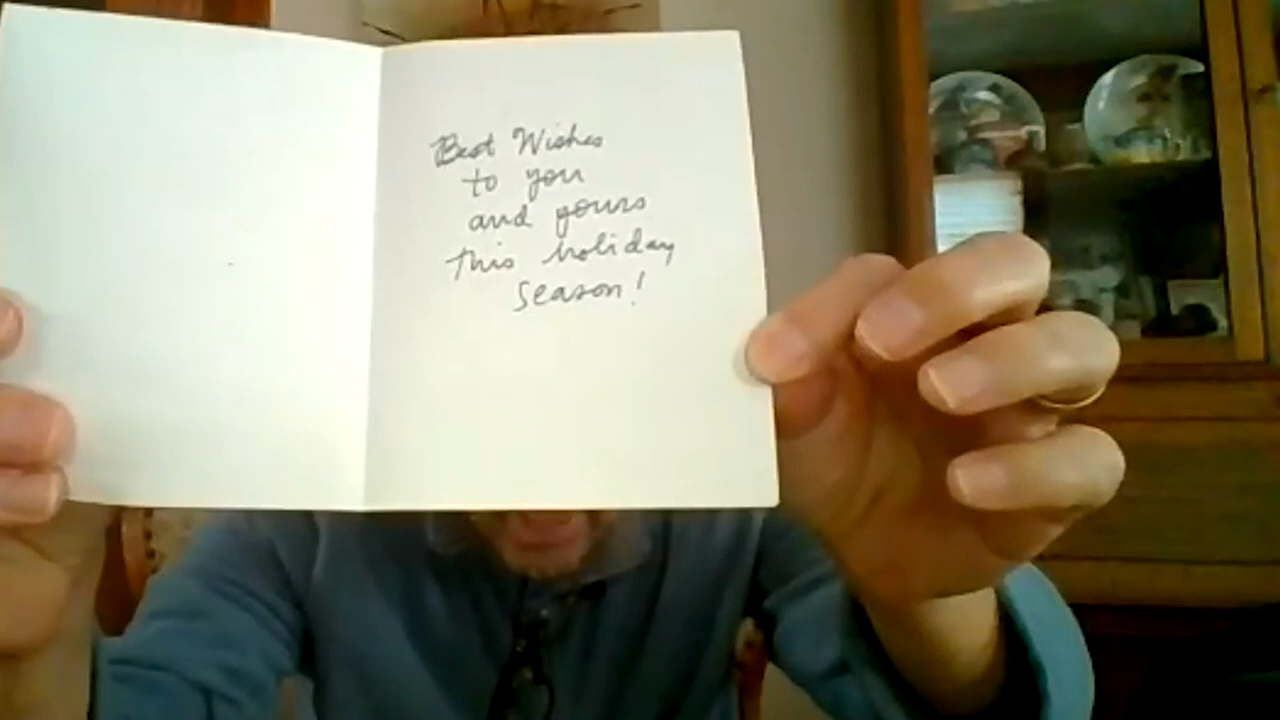 Best Wishes
to you
and yours
this holiday
season!